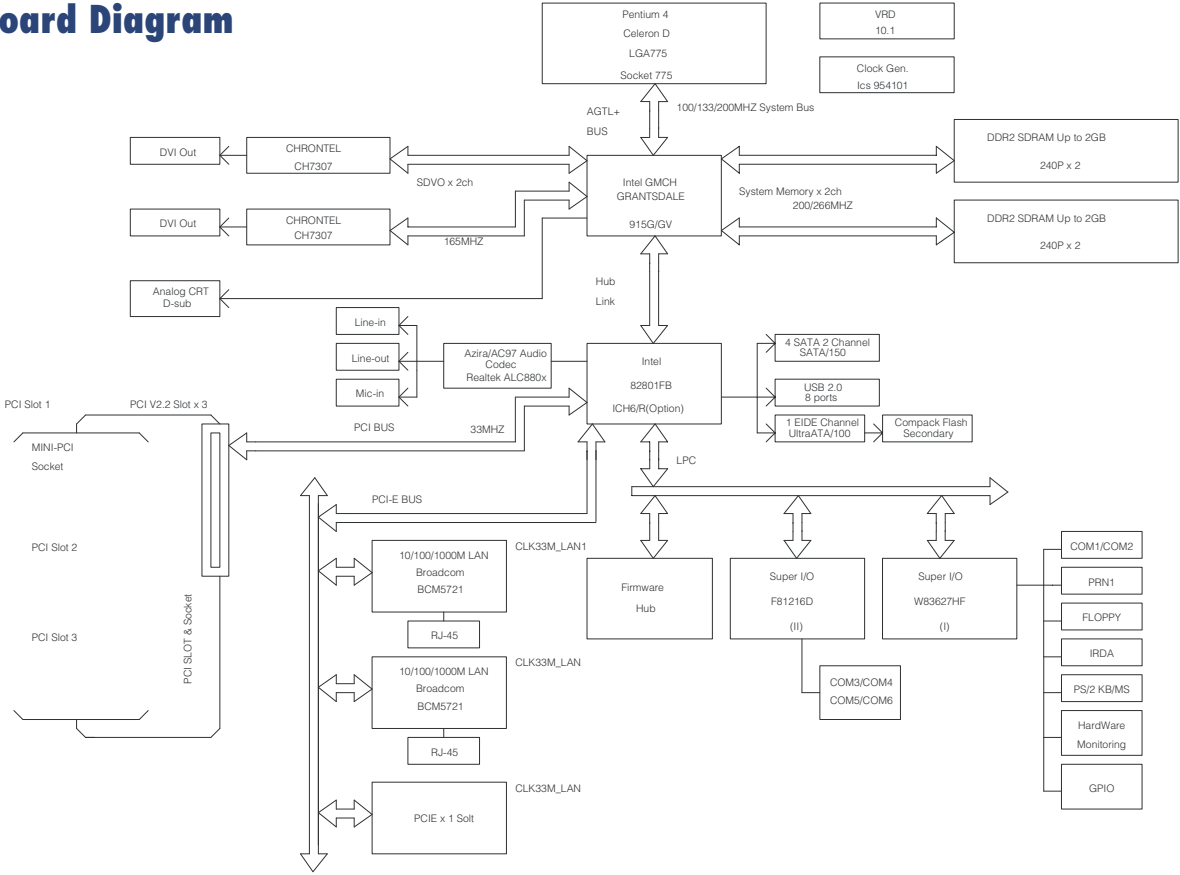 oard Diagram
Pentium 4
Celeron D
LGA775
Socket 775
VRD
10.1
Clock Gen.
Ics 954101
AGTL+
BUS
100/133/200MHZ System Bus
DVI Out
CHRONTEL
CH7307
SDVO x 2ch
Intel GMCH
GRANTSDALE
915G/GV
System Memory x 2ch
200/266MHZ
DDR2 SDRAM Up to 2GB
240P x 2
DVI Out
CHRONTEL
CH7307
165MHZ
DDR2 SDRAM Up to 2GB
240P x 2
Analog CRT
D-sub
Hub
Link
Line-in
Line-out
Mic-in
Azira/AC97 Audio
Codec
Realtek ALC880x
Intel
82801FB
ICH6/R(Option)
4 SATA 2 Channel
SATA/150
USB 2.0
8 ports
1 EIDE Channel
UltraATA/100
Compack Flash
Secondary
PCI Slot 1
PCI V2.2 Slot x 3
PCI BUS
33MHZ
MINI-PCI
Socket
LPC
PCI-E BUS
PCI Slot 2
PCI Slot 3
PCI SLOT & Socket
10/100/1000M LAN
Broadcom
BCM5721
CLK33M_LAN1
RJ-45
10/100/1000M LAN
Broadcom
BCM5721
CLK33M_LAN
RJ-45
PCIE x 1 Solt
CLK33M_LAN
Firmware
Hub
Super I/O
F81216D
(II)
COM3/COM4
COM5/COM6
Super I/O
W83627HF
(I)
COM1/COM2
PRN1
FLOPPY
IRDA
PS/2 KB/MS
HardWare
Monitoring
GPIO